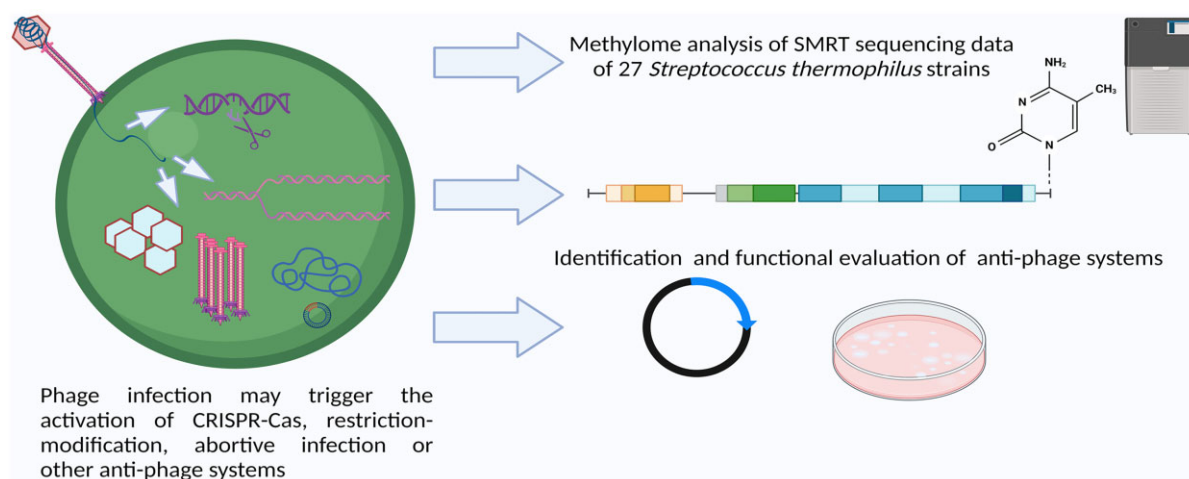 Methylome analysis of SMRT sequencing data
of 27 Streptococcus thermophilus strains
NH₂
N
CH₃
O
N
Identification and functional evaluation of anti-phage systems
Phage infection may trigger the
activation of CRISPR-Cas, restriction-
modification, abortive infection or
other anti-phage systems